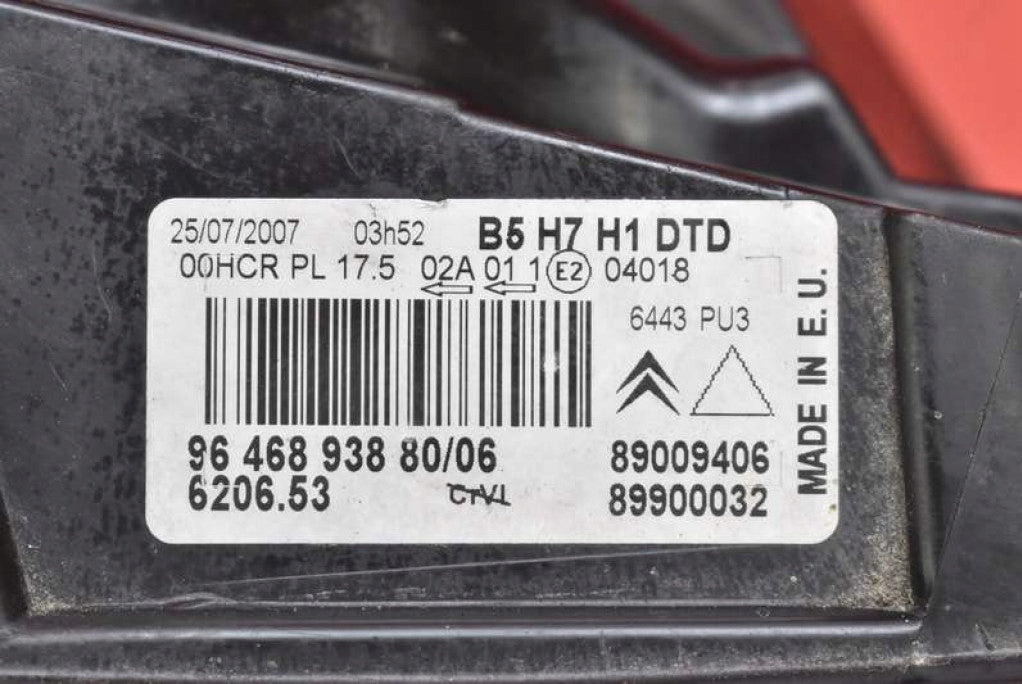 25/07/2007 03h52 B5 H7 H1 DTD
00HCR PL 17.5 02A 01 1 E2 04018
6443 PU3
96 468 938 80/06 89009406
6206.53 89900032
MADE IN E.U.